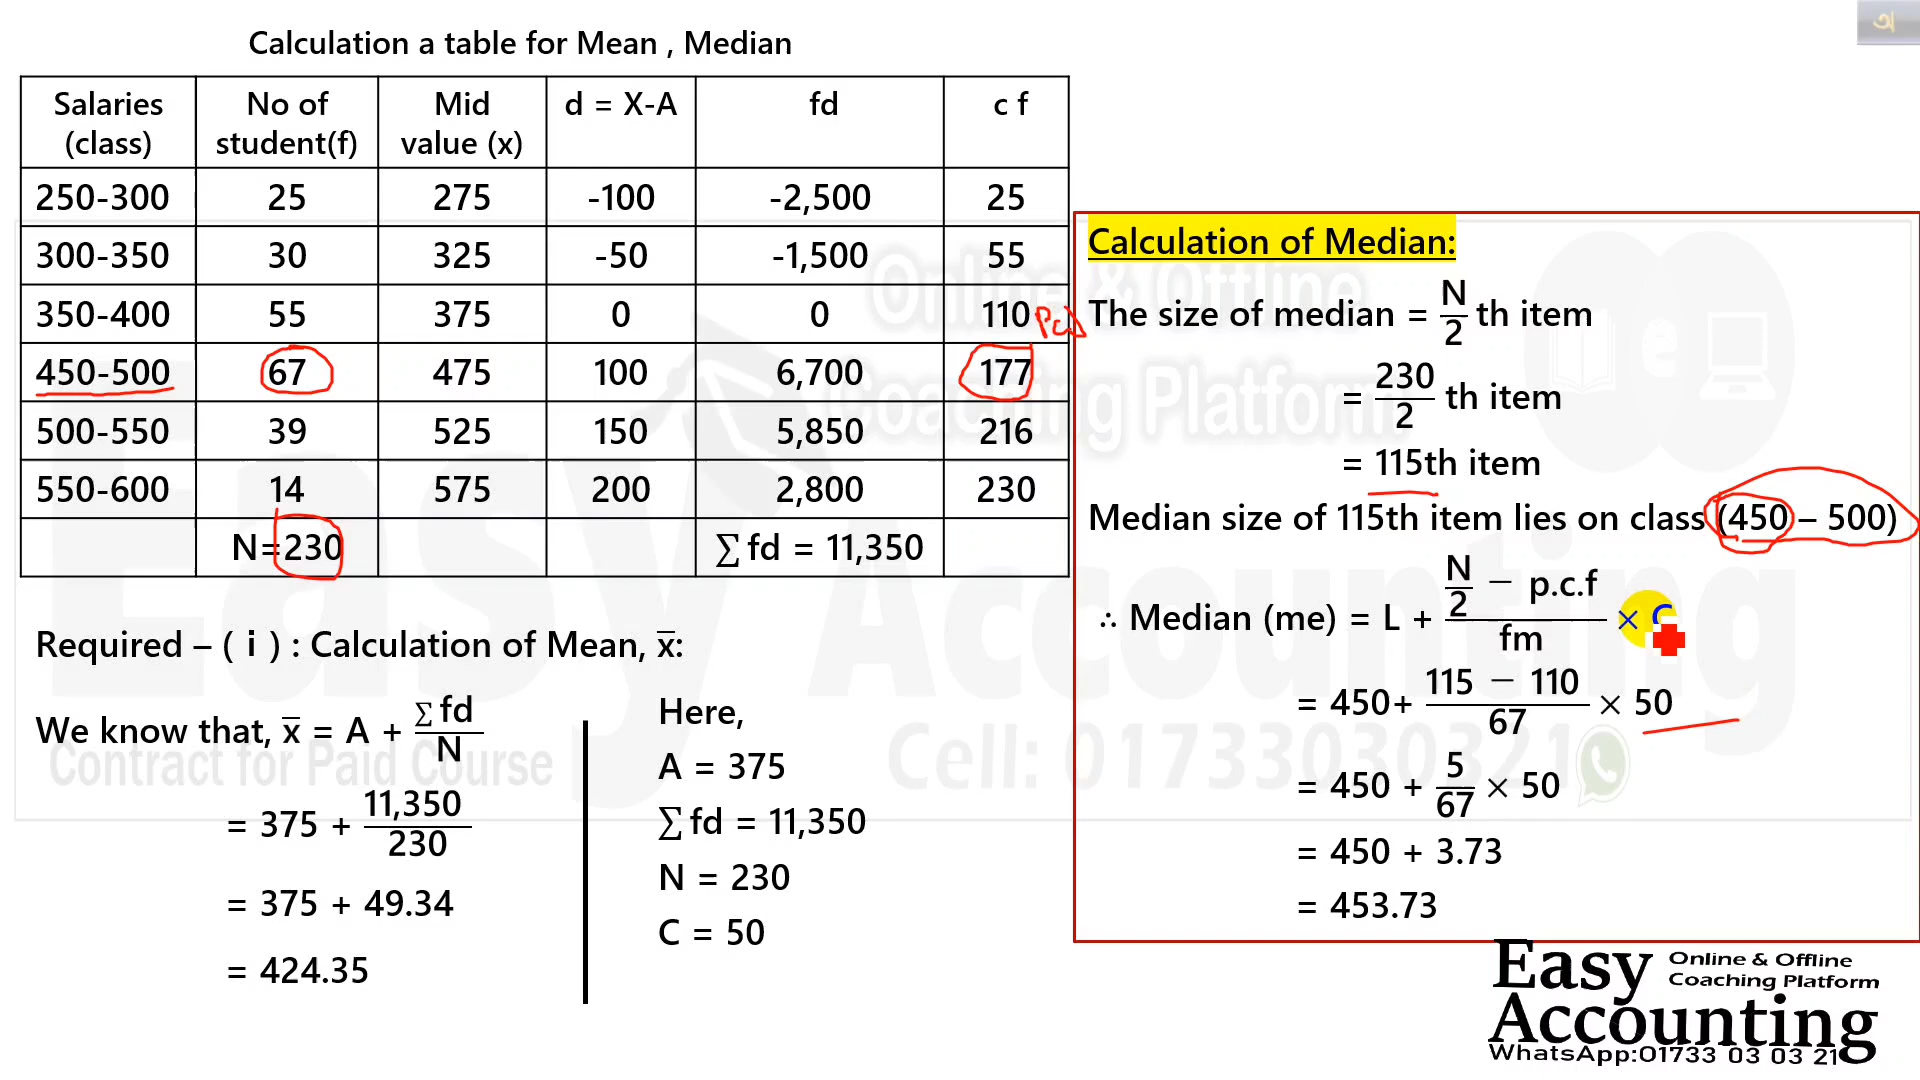 Calculation a table for Mean , Median
Salaries (class) No of student(f) Mid value (x) d = X-A fd c f
250-300 25 275 -100 -2,500 25
300-350 30 325 -50 -1,500 55
350-400 55 375 0 0 110
450-500 67 475 100 6,700 177
500-550 39 525 150 5,850 216
550-600 14 575 200 2,800 230
N=230 ∑fd = 11,350
Required – ( i ) : Calculation of Mean, x̅:
We know that, x̅ = A + ∑fd/N
= 375 + 11,350/230
= 375 + 49.34
= 424.35
Here,
A = 375
∑fd = 11,350
N = 230
C = 50
Calculation of Median:
The size of median = N/2 th item
= 230/2 th item
= 115th item
Median size of 115th item lies on class (450 – 500)
∴ Median (me) = L + (N/2 − p.c.f)/fm × C
= 450+ (115 − 110)/67 × 50
= 450 + 5/67 × 50
= 450 + 3.73
= 453.73
Easy Accounting
Online & Offline
Coaching Platform
WhatsApp:01733 03 03 21
Online & Offline
Coaching Platform
Easy Accounting
Contract for Paid Course
Cell: 01733030321
অ